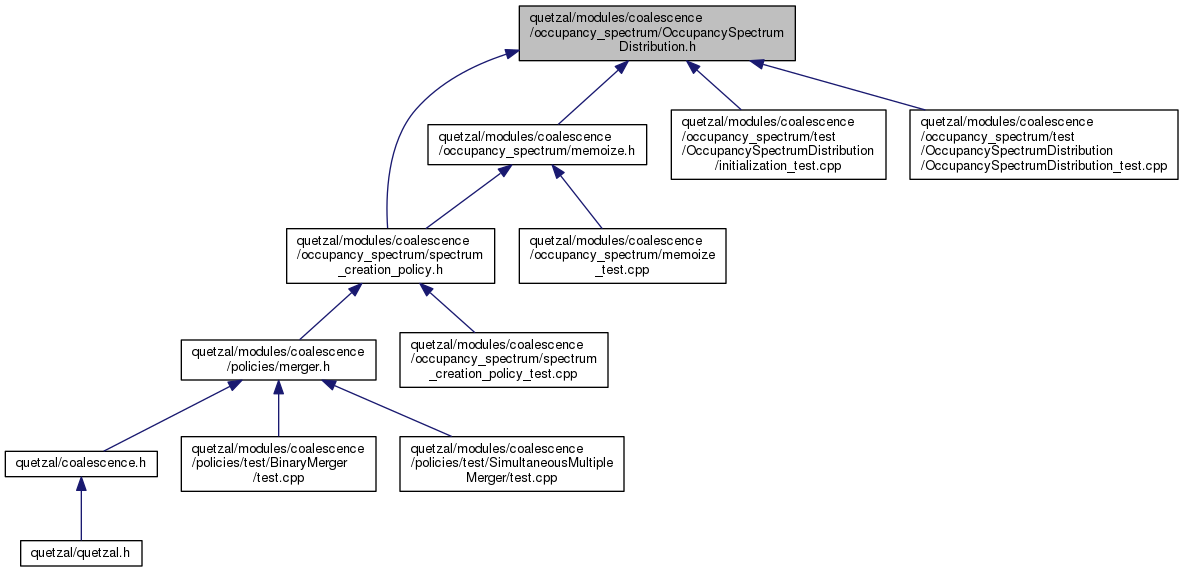 quetzal/modules/coalescence
/occupancy_spectrum/OccupancySpectrum
Distribution.h
quetzal/modules/coalescence
/occupancy_spectrum/memoize.h
quetzal/modules/coalescence
/occupancy_spectrum/test
/OccupancySpectrumDistribution
/initialization_test.cpp
quetzal/modules/coalescence
/occupancy_spectrum/test
/OccupancySpectrumDistribution
/OccupancySpectrumDistribution_test.cpp
quetzal/modules/coalescence
/occupancy_spectrum/spectrum
_creation_policy.h
quetzal/modules/coalescence
/occupancy_spectrum/memoize
_test.cpp
quetzal/modules/coalescence
/policies/merger.h
quetzal/modules/coalescence
/occupancy_spectrum/spectrum
_creation_policy_test.cpp
quetzal/coalescence.h
quetzal/modules/coalescence
/policies/test/BinaryMerger
/test.cpp
quetzal/modules/coalescence
/policies/test/SimultaneousMultiple
Merger/test.cpp
quetzal/quetzal.h